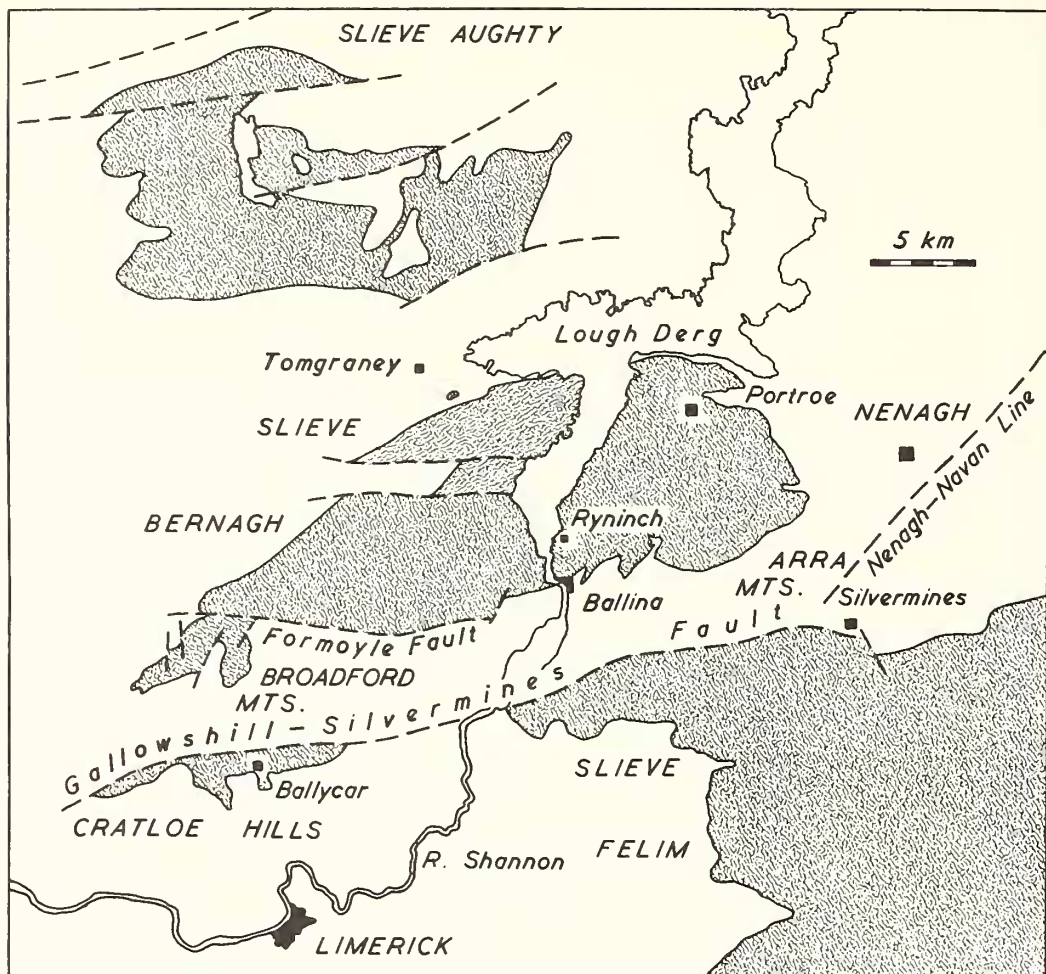 SLIEVE AUGHTY
5 km
Lough Derg
Tomgraney
Portroe
SLIEVE
NENAGH
Nenagh—Navan Line
BERNAGH
Ryninch
ARRA
MTS.
Ballina
Silvermines
Formoyle Fault
BROADFORD
MTS.
Gallowshill — Silvermines Fault
SLIEVE
Ballycar
CRATLOE HILLS
FELIM
R. Shannon
LIMERICK